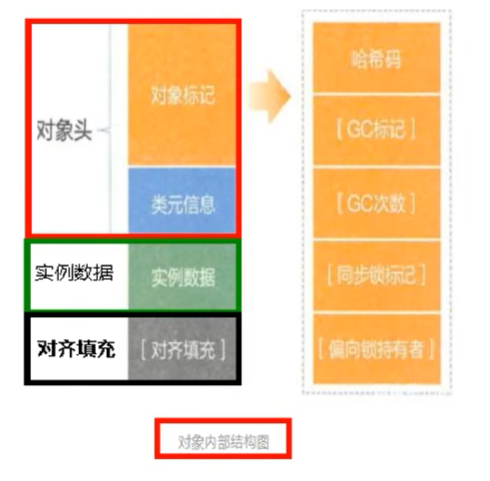 对象头
对象标记
类元信息
实例数据
实例数据
对齐填充
[ 对齐填充 ]
哈希码
[ GC标记 ]
[ GC次数 ]
[ 同步锁标记 ]
[ 偏向锁持有者 ]
对象内部结构图